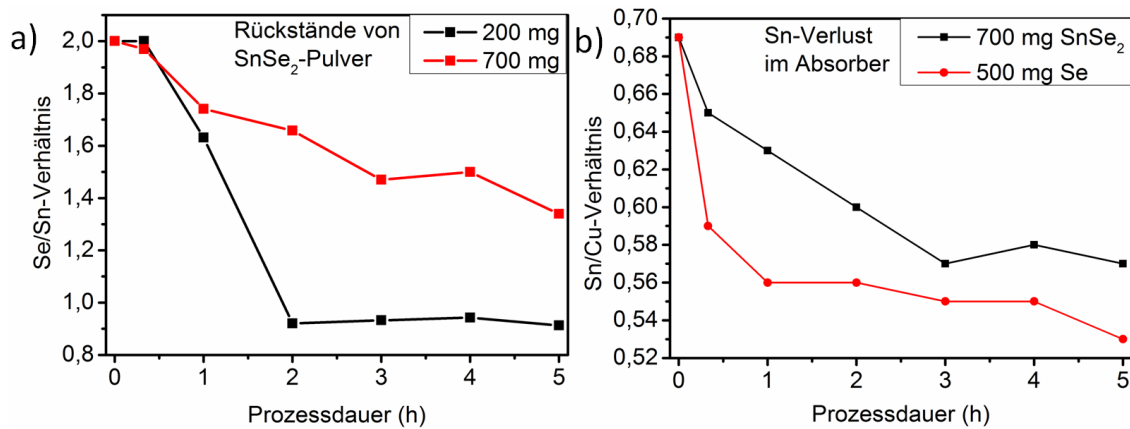 a)
Rückstände von
SnSe2-Pulver
200 mg
700 mg
Se/Sn-Verhältnis
2,0
1,8
1,6
1,4
1,2
1,0
0,8
0 1 2 3 4 5
Prozessdauer (h)
b)
Sn-Verlust
im Absorber
700 mg SnSe2
500 mg Se
Sn/Cu-Verhältnis
0,70
0,68
0,66
0,64
0,62
0,60
0,58
0,56
0,54
0,52
0 1 2 3 4 5
Prozessdauer (h)